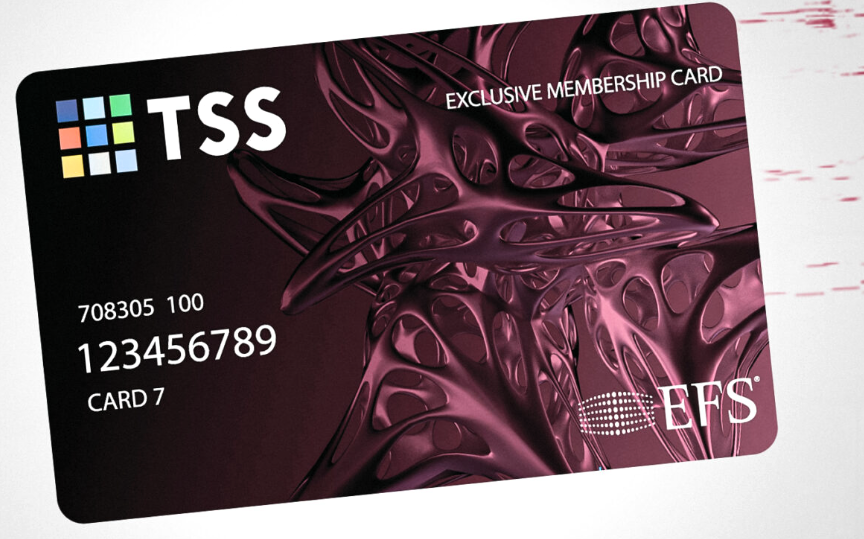 TSS
EXCLUSIVE MEMBERSHIP CARD
708305 100
123456789
CARD 7
EFS®